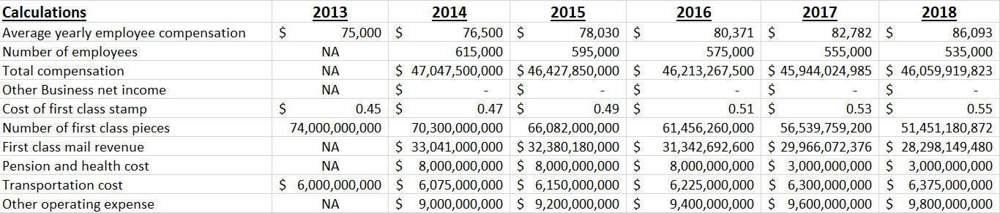 Calculations 2013 2014 2015 2016 2017 2018
Average yearly employee compensation $ 75,000 $ 76,500 $ 78,030 $ 80,371 $ 82,782 $ 86,093
Number of employees NA 615,000 595,000 575,000 555,000 535,000
Total compensation NA $ 47,047,500,000 $ 46,427,850,000 $ 46,213,267,500 $ 45,944,024,985 $ 46,059,919,823
Other Business net income NA $ - $ - $ - $ - $ -
Cost of first class stamp $ 0.45 $ 0.47 $ 0.49 $ 0.51 $ 0.53 $ 0.55
Number of first class pieces 74,000,000,000 70,300,000,000 66,082,000,000 61,456,260,000 56,539,759,200 51,451,180,872
First class mail revenue NA $ 33,041,000,000 $ 32,380,180,000 $ 31,342,692,600 $ 29,966,072,376 $ 28,298,149,480
Pension and health cost NA $ 8,000,000,000 $ 8,000,000,000 $ 8,000,000,000 $ 3,000,000,000 $ 3,000,000,000
Transportation cost $ 6,000,000,000 $ 6,075,000,000 $ 6,150,000,000 $ 6,225,000,000 $ 6,300,000,000 $ 6,375,000,000
Other operating expense NA $ 9,000,000,000 $ 9,200,000,000 $ 9,400,000,000 $ 9,600,000,000 $ 9,800,000,000